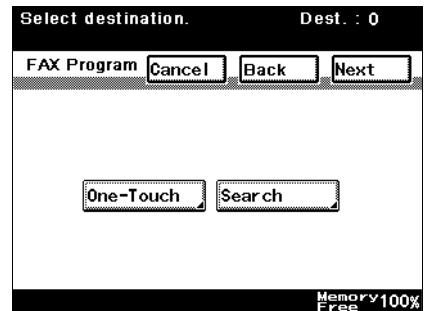 Select destination. Dest. : 0
FAX Program Cancel Back Next
One-Touch Search
Memory Free 100%